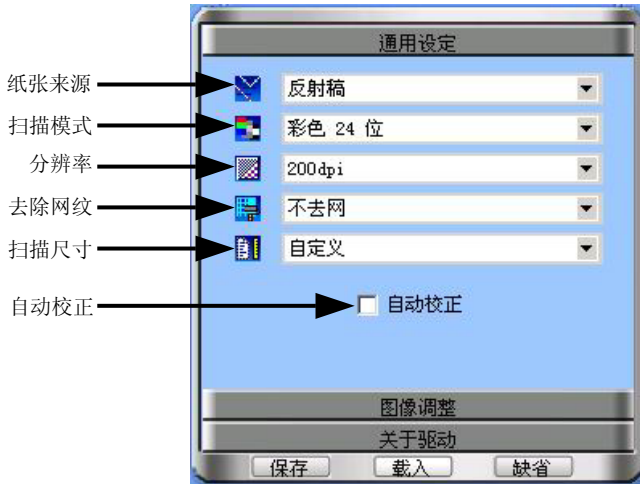 通用设定
纸张来源 反射稿
扫描模式 彩色 24 位
分辨率 200dpi
去除网纹 不去网
扫描尺寸 自定义
自动校正 自动校正
图像调整
关于驱动
保存 载入 缺省